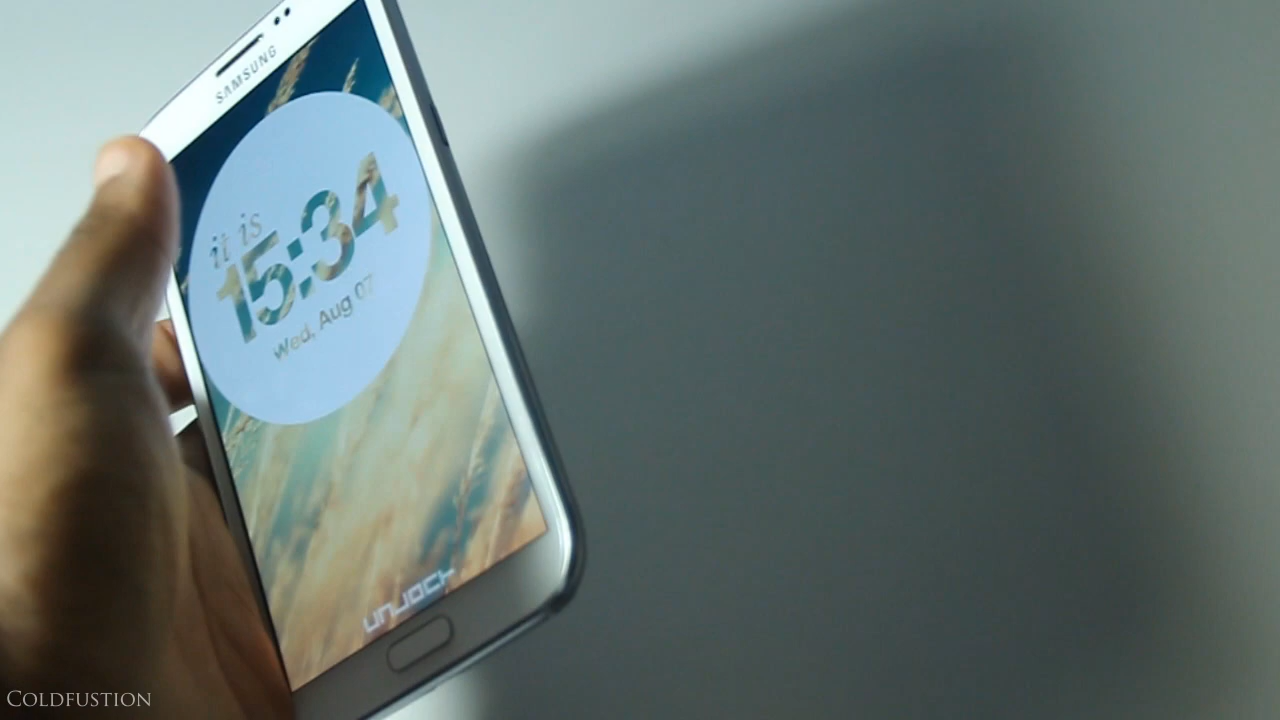 SAMSUNG
it is
15:34
Wed, Aug 07
unlock
COLDFUSTION